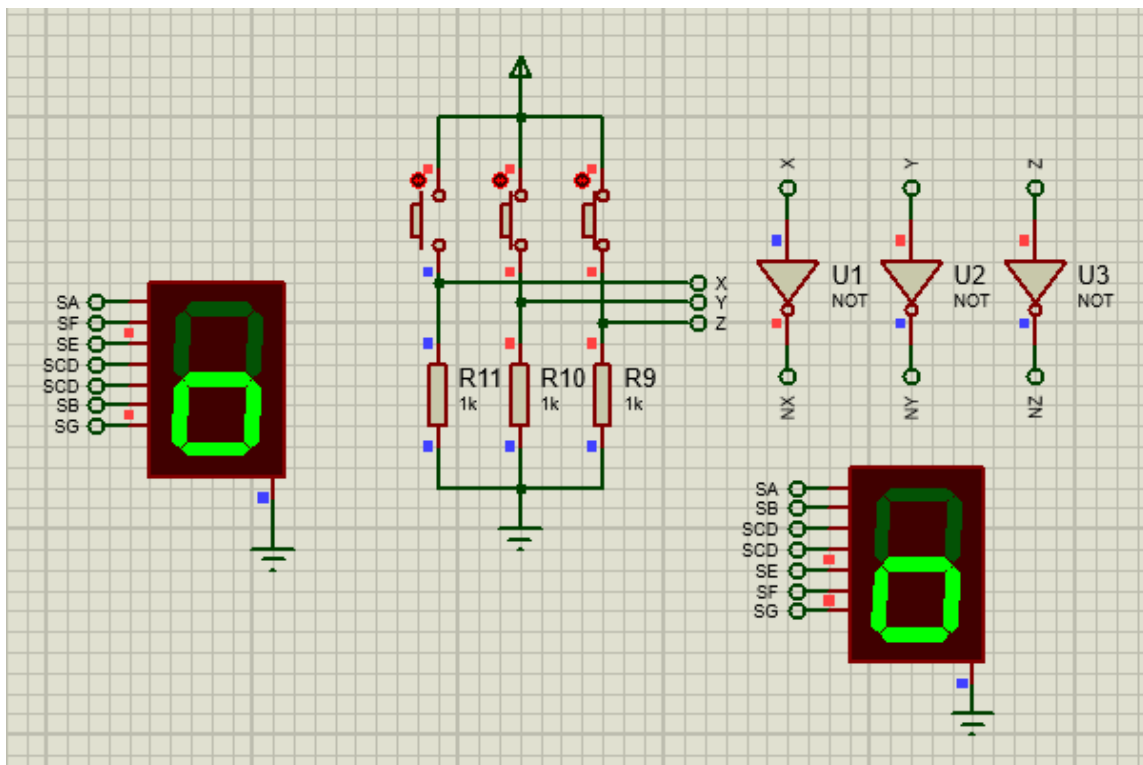 X
Y
Z
U1
NOT
U2
NOT
U3
NOT
NX
NY
NZ
X
Y
Z
R11
1k
R10
1k
R9
1k
SA
SF
SE
SCD
SCD
SB
SG
SA
SB
SCD
SCD
SE
SF
SG